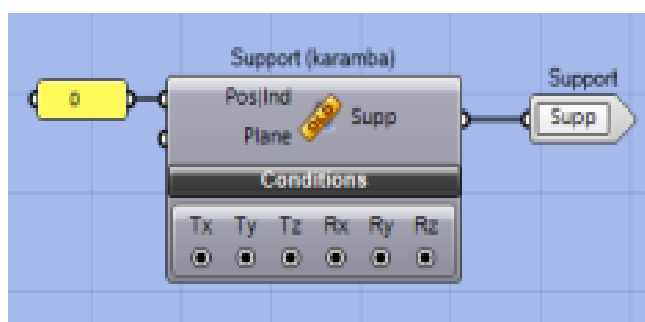 Support (karamba)
Support
0
Pos|Ind
Plane
Supp
Supp
Conditions
Tx Ty Tz Rx Ry Rz